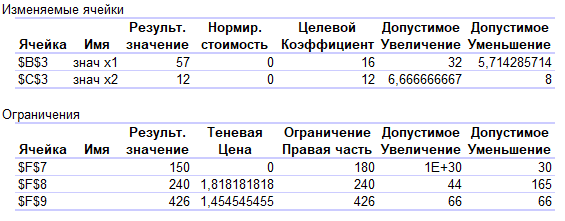 Изменяемые ячейки
Результ. Нормир. Целевой Допустимое Допустимое
Ячейка Имя значение стоимость Коэффициент Увеличение Уменьшение
$B$3 знач x1 57 0 16 32 5,714285714
$C$3 знач x2 12 0 12 6,666666667 8
Ограничения
Результ. Теневая Ограничение Допустимое Допустимое
Ячейка Имя значение Цена Правая часть Увеличение Уменьшение
$F$7 150 0 180 1E+30 30
$F$8 240 1,818181818 240 44 165
$F$9 426 1,454545455 426 66 66